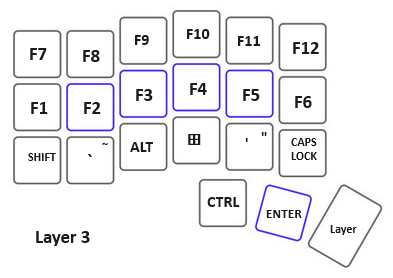 F7 F8 F9 F10 F11 F12
F1 F2 F3 F4 F5 F6
SHIFT ` ~ ALT ⊞ ' " CAPS
LOCK
CTRL ENTER Layer
Layer 3